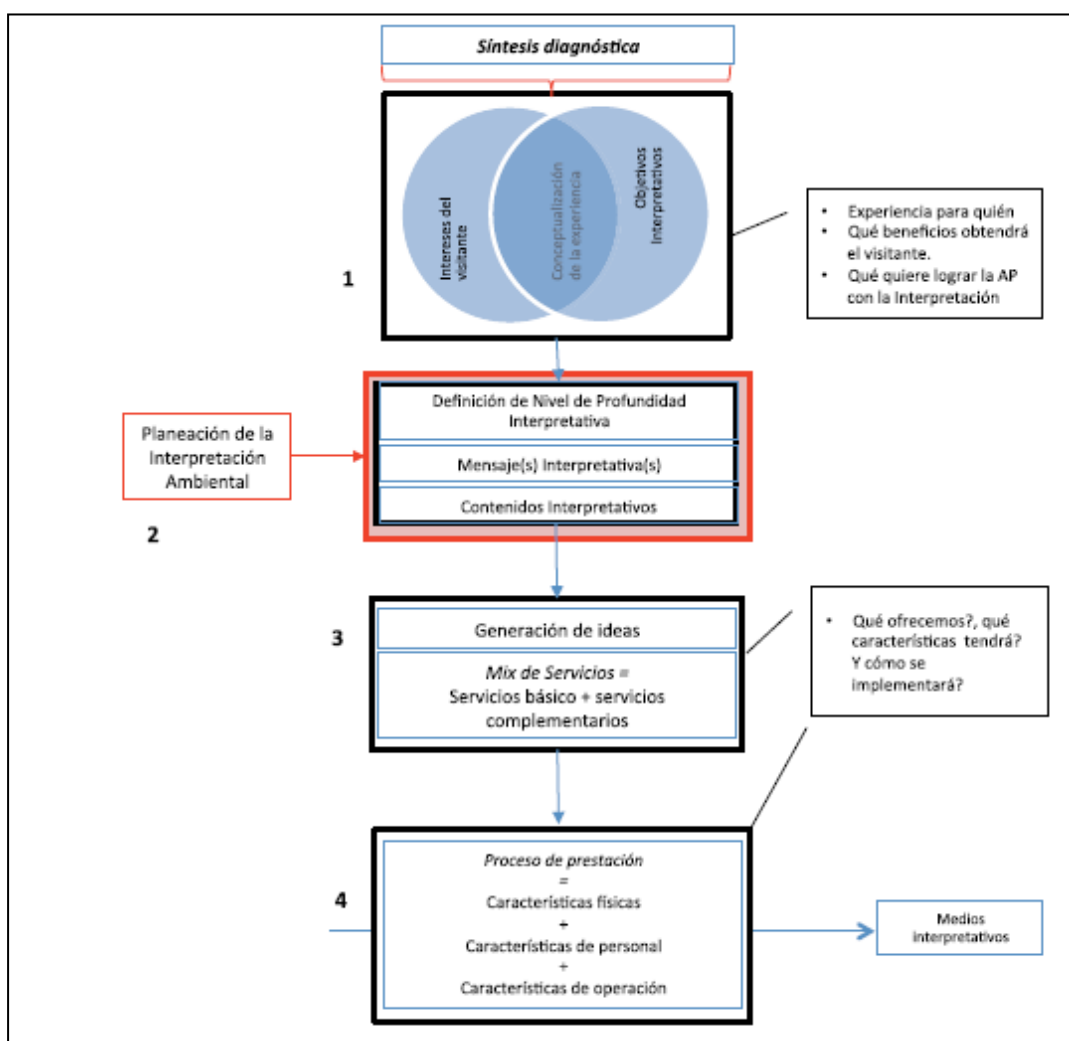 Síntesis diagnóstica
1
Intereses del
visitante
Conceptualización
de la experiencia
Objetivos
Interpretativos
• Experiencia para quién
• Qué beneficios obtendrá
el visitante.
• Qué quiere lograr la AP
con la Interpretación
Planeación de la
Interpretación
Ambiental
2
Definición de Nivel de Profundidad
Interpretativa
Mensaje(s) Interpretativa(s)
Contenidos Interpretativos
3
Generación de ideas
Mix de Servicios =
Servicios básico + servicios
complementarios
• Qué ofrecemos?, qué
características tendrá?
Y cómo se
implementará?
4
Proceso de prestación
=
Características físicas
+
Características de personal
+
Características de operación
Medios
interpretativos